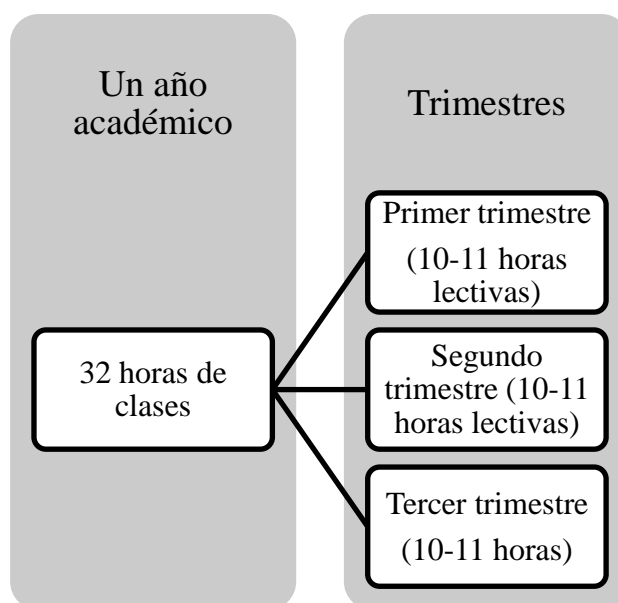 Un año
académico
Trimestres
32 horas de
clases
Primer trimestre
(10-11 horas
lectivas)
Segundo
trimestre (10-11
horas lectivas)
Tercer trimestre
(10-11 horas)